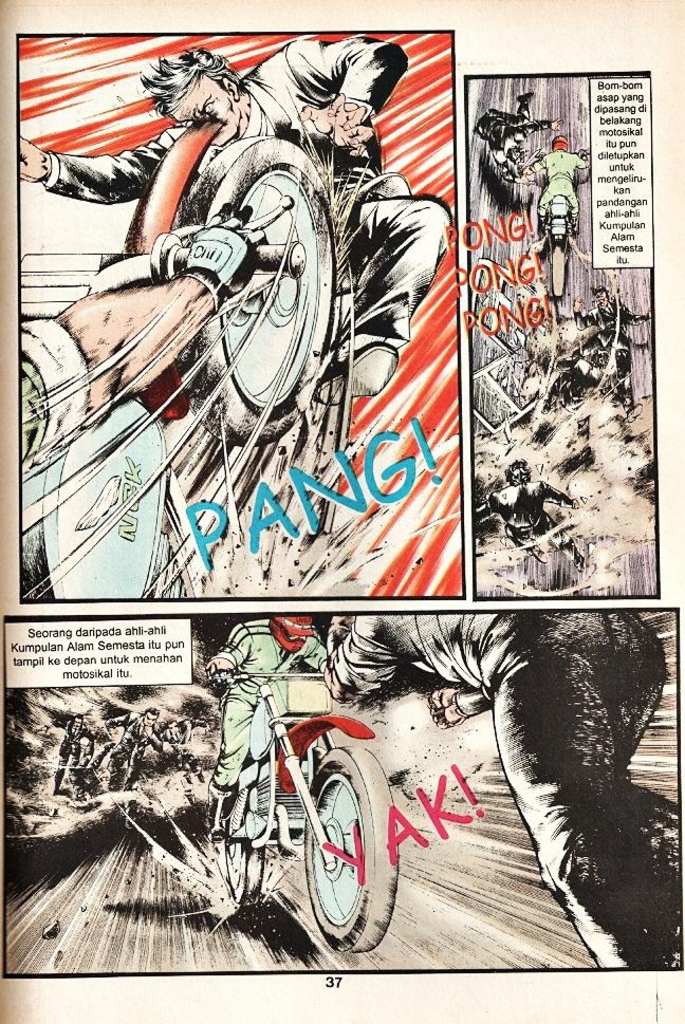 Bom-bom
asap yang
dipasang di
belakang
motosikal
itu pun
diletupkan
untuk
mengeliru-
kan
pandangan
ahli-ahli
Kumpulan
Alam
Semesta
itu.
PONG!
PONG!
PONG!
PANG!
Seorang daripada ahli-ahli
Kumpulan Alam Semesta itu pun
tampil ke depan untuk menahan
motosikal itu.
YAK!
37